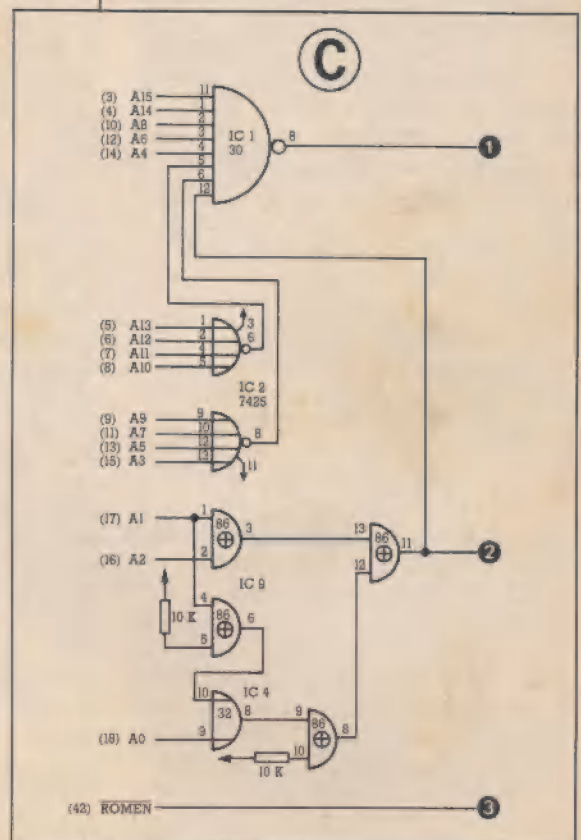 C
(3) A15 11
(4) A14 1
(10) A8 2
(12) A6 3
(14) A4 4
5
6
12
IC 1
30
8
1
(5) A13 1
(6) A12 2
(7) A11 4
(8) A10 5
3
6
IC 2
7425
(9) A9 9
(11) A7 10
(13) A5 12
(15) A3 13
8
11
(17) A1 1
(16) A2 2
86
3
13
12
86
11
2
IC 9
10 K
4
5
86
6
IC 4
10
9
32
8
9
10
86
8
(18) A0
10 K
(42) ROMEN
3